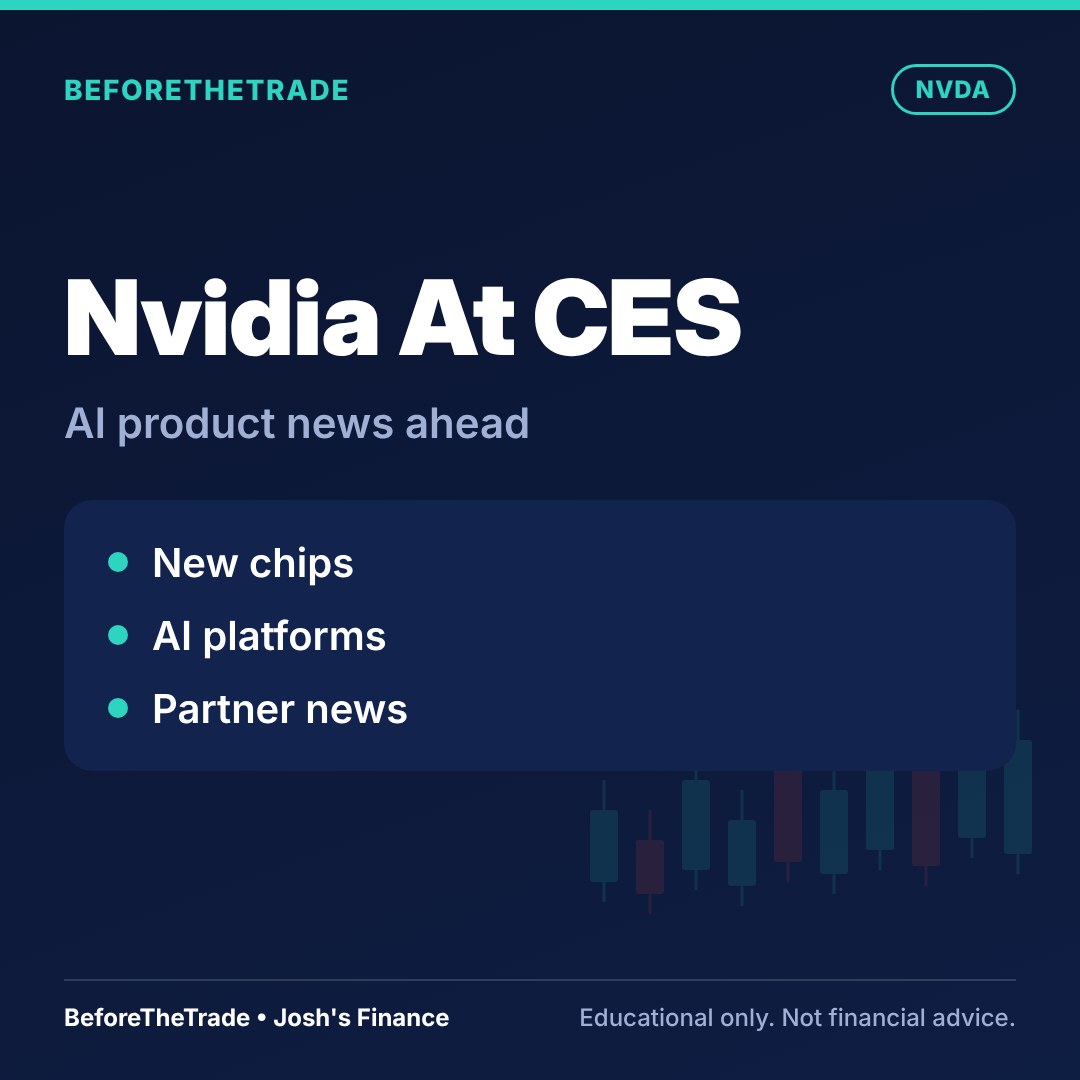 BEFORETHETRADE
NVDA
Nvidia At CES
AI product news ahead
New chips
AI platforms
Partner news
BeforeTheTrade • Josh's Finance
Educational only. Not financial advice.